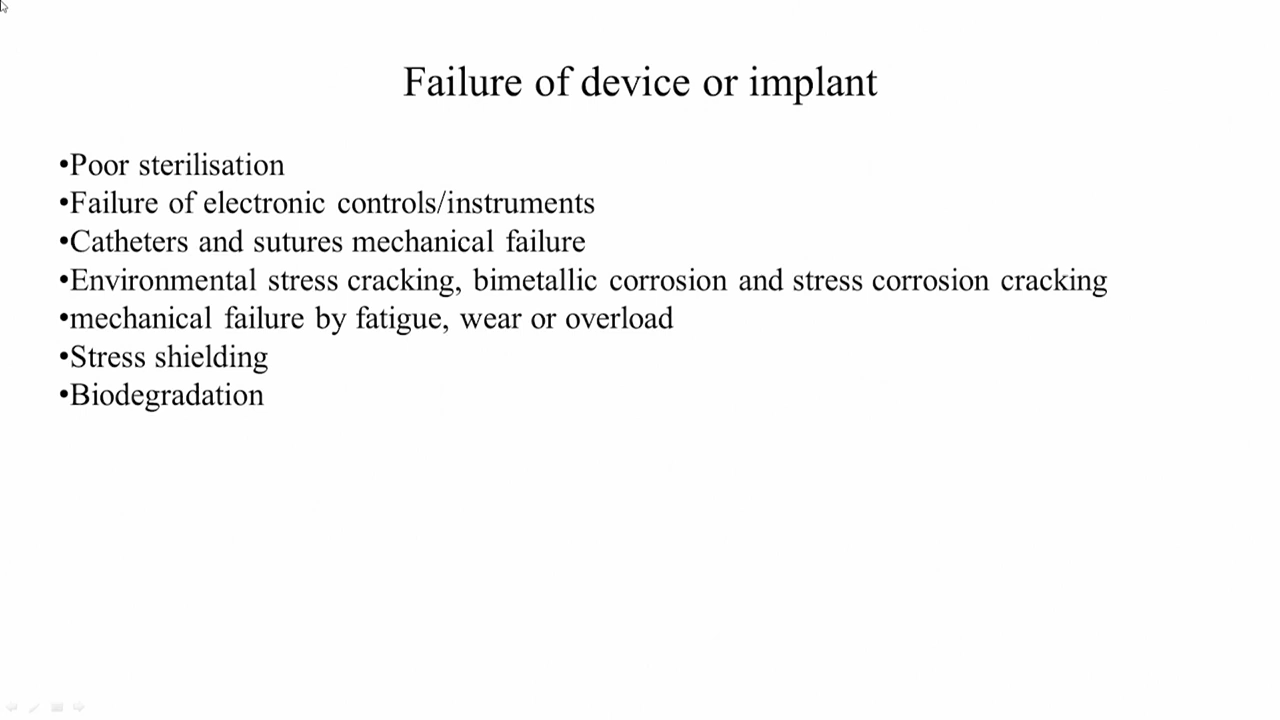 Failure of device or implant
•Poor sterilisation
•Failure of electronic controls/instruments
•Catheters and sutures mechanical failure
•Environmental stress cracking, bimetallic corrosion and stress corrosion cracking
•mechanical failure by fatigue, wear or overload
•Stress shielding
•Biodegradation